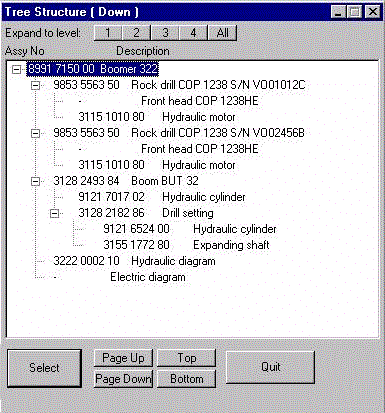 Tree Structure ( Down )
Expand to level: 1 2 3 4 All
Assy No Description
8991 7150 00 Boomer 322
9853 5563 50 Rock drill COP 1238 S/N VO01012C
- Front head COP 1238HE
3115 1010 80 Hydraulic motor
9853 5563 50 Rock drill COP 1238 S/N VO02456B
- Front head COP 1238HE
3115 1010 80 Hydraulic motor
3128 2493 84 Boom BUT 32
9121 7017 02 Hydraulic cylinder
3128 2182 86 Drill setting
9121 6524 00 Hydraulic cylinder
3155 1772 80 Expanding shaft
3222 0002 10 Hydraulic diagram
- Electric diagram
Select Page Up Top Quit
Page Down Bottom